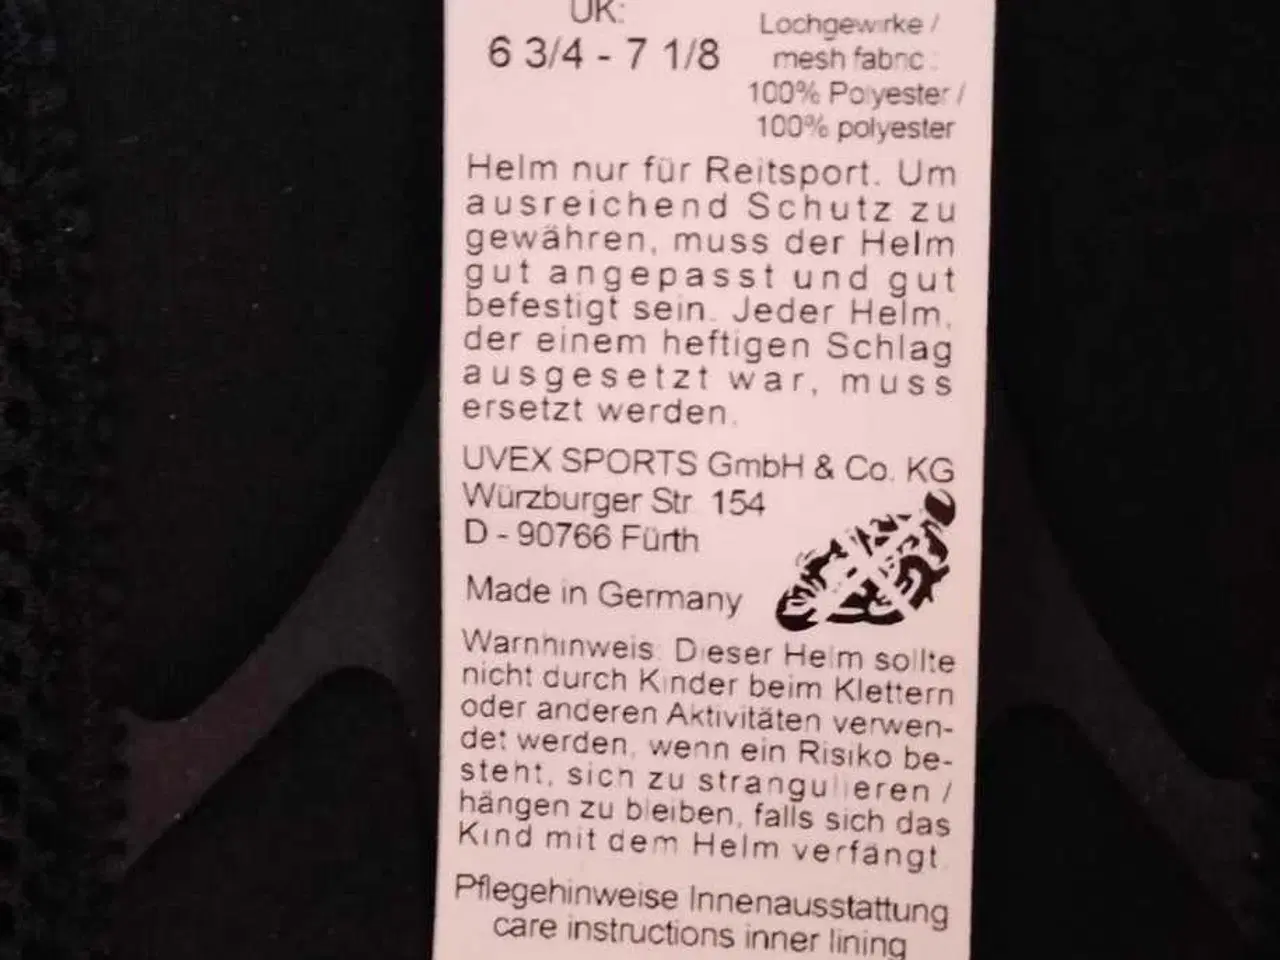 UK:
6 3/4 - 7 1/8
Lochgewirke /
mesh fabric :
100% Polyester /
100% polyester
Helm nur für Reitsport. Um
ausreichend Schutz zu
gewähren, muss der Helm
gut angepasst und gut
befestigt sein. Jeder Helm,
der einem heftigen Schlag
ausgesetzt war, muss
ersetzt werden.
UVEX SPORTS GmbH & Co. KG
Würzburger Str. 154
D - 90766 Fürth
Made in Germany
Warnhinweis: Dieser Helm sollte
nicht durch Kinder beim Klettern
oder anderen Aktivitäten verwen-
det werden, wenn ein Risiko be-
steht, sich zu strangulieren /
hängen zu bleiben, falls sich das
Kind mit dem Helm verfängt.
Pflegehinweise Innenausstattung
care instructions inner lining